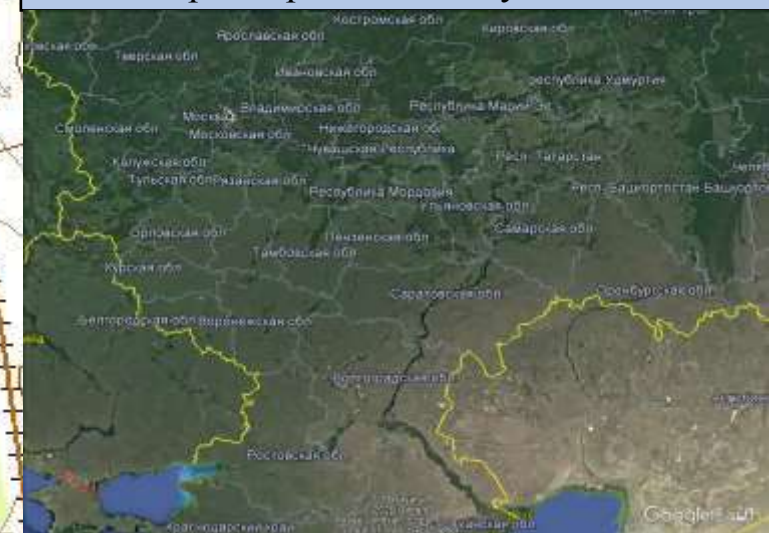 Костромская обл
Кировская обл
Ярославская обл
Тверская обл
Ивановская обл
республика Удмуртия
Москва
Владимирская обл
Республика Марий Эл
Смоленская обл
Московская обл
Нижегородская обл
Чувашская Республика
Калужская обл
Респ. Татарстан
Тульская обл
Рязанская обл
Республика Мордовия
Респ. Башкортостан
Ульяновская обл
Орловская обл
Пензенская обл
Самарская обл
Тамбовская обл
Курская обл
Саратовская обл
Оренбургская обл
Белгородская обл
Воронежская обл
Волгоградская обл
Ростовская обл
Краснодарский край
Google Earth